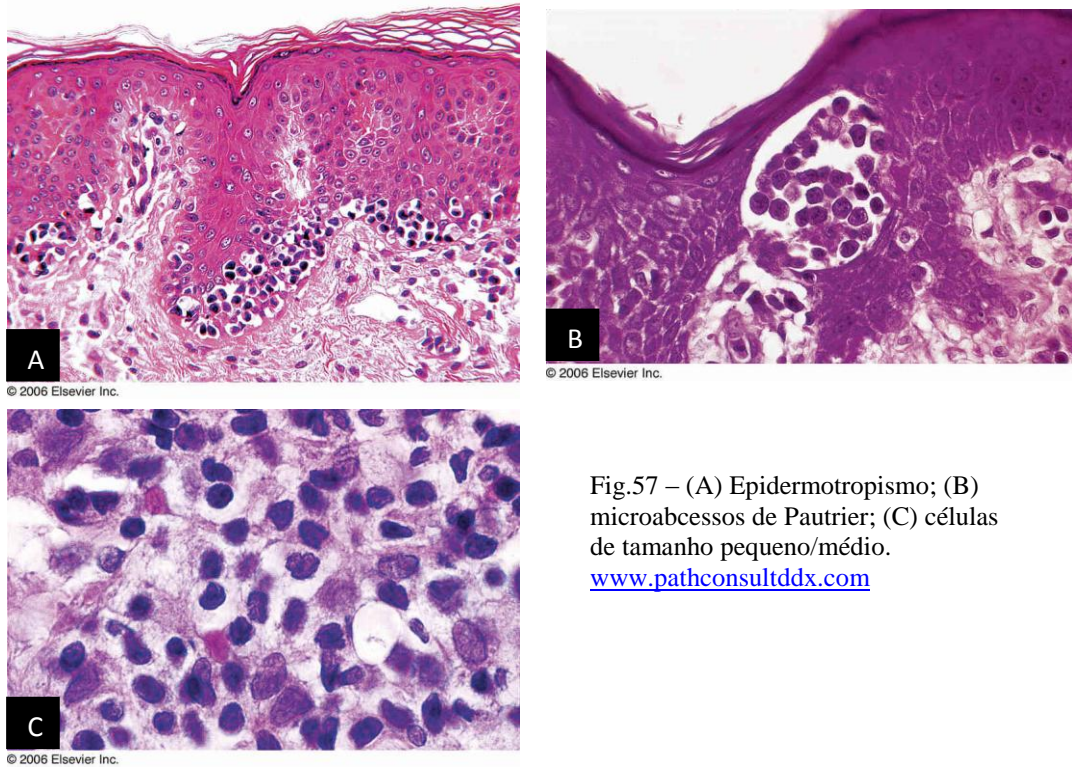 A
© 2006 Elsevier Inc.
B
© 2006 Elsevier Inc.
C
© 2006 Elsevier Inc.
Fig.57 – (A) Epidermotropismo; (B)
microabcessos de Pautrier; (C) células
de tamanho pequeno/médio.
www.pathconsultddx.com